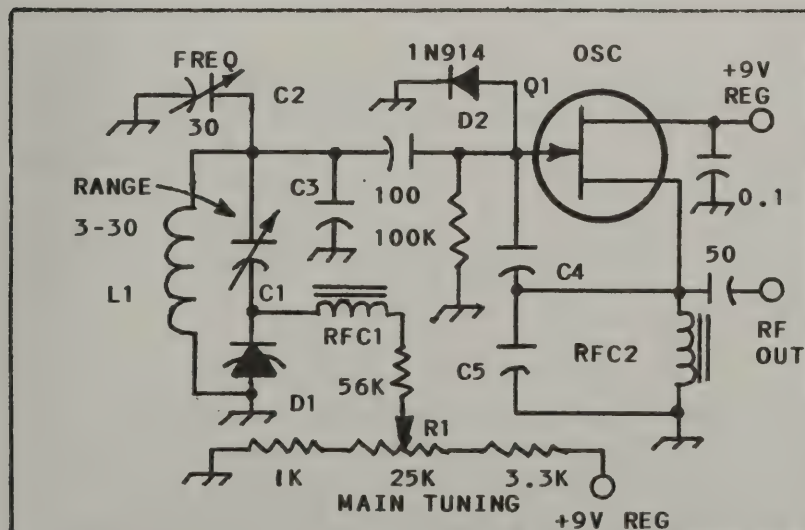 1N914
OSC
FREQ
+9V
REG
C2
Q1
30
D2
RANGE
C3
100
0.1
3-30
100K
50
C4
L1
C1
RFC1
RFC2
RF
OUT
C5
56K
D1
R1
1K
25K
3.3K
MAIN TUNING
+9V REG